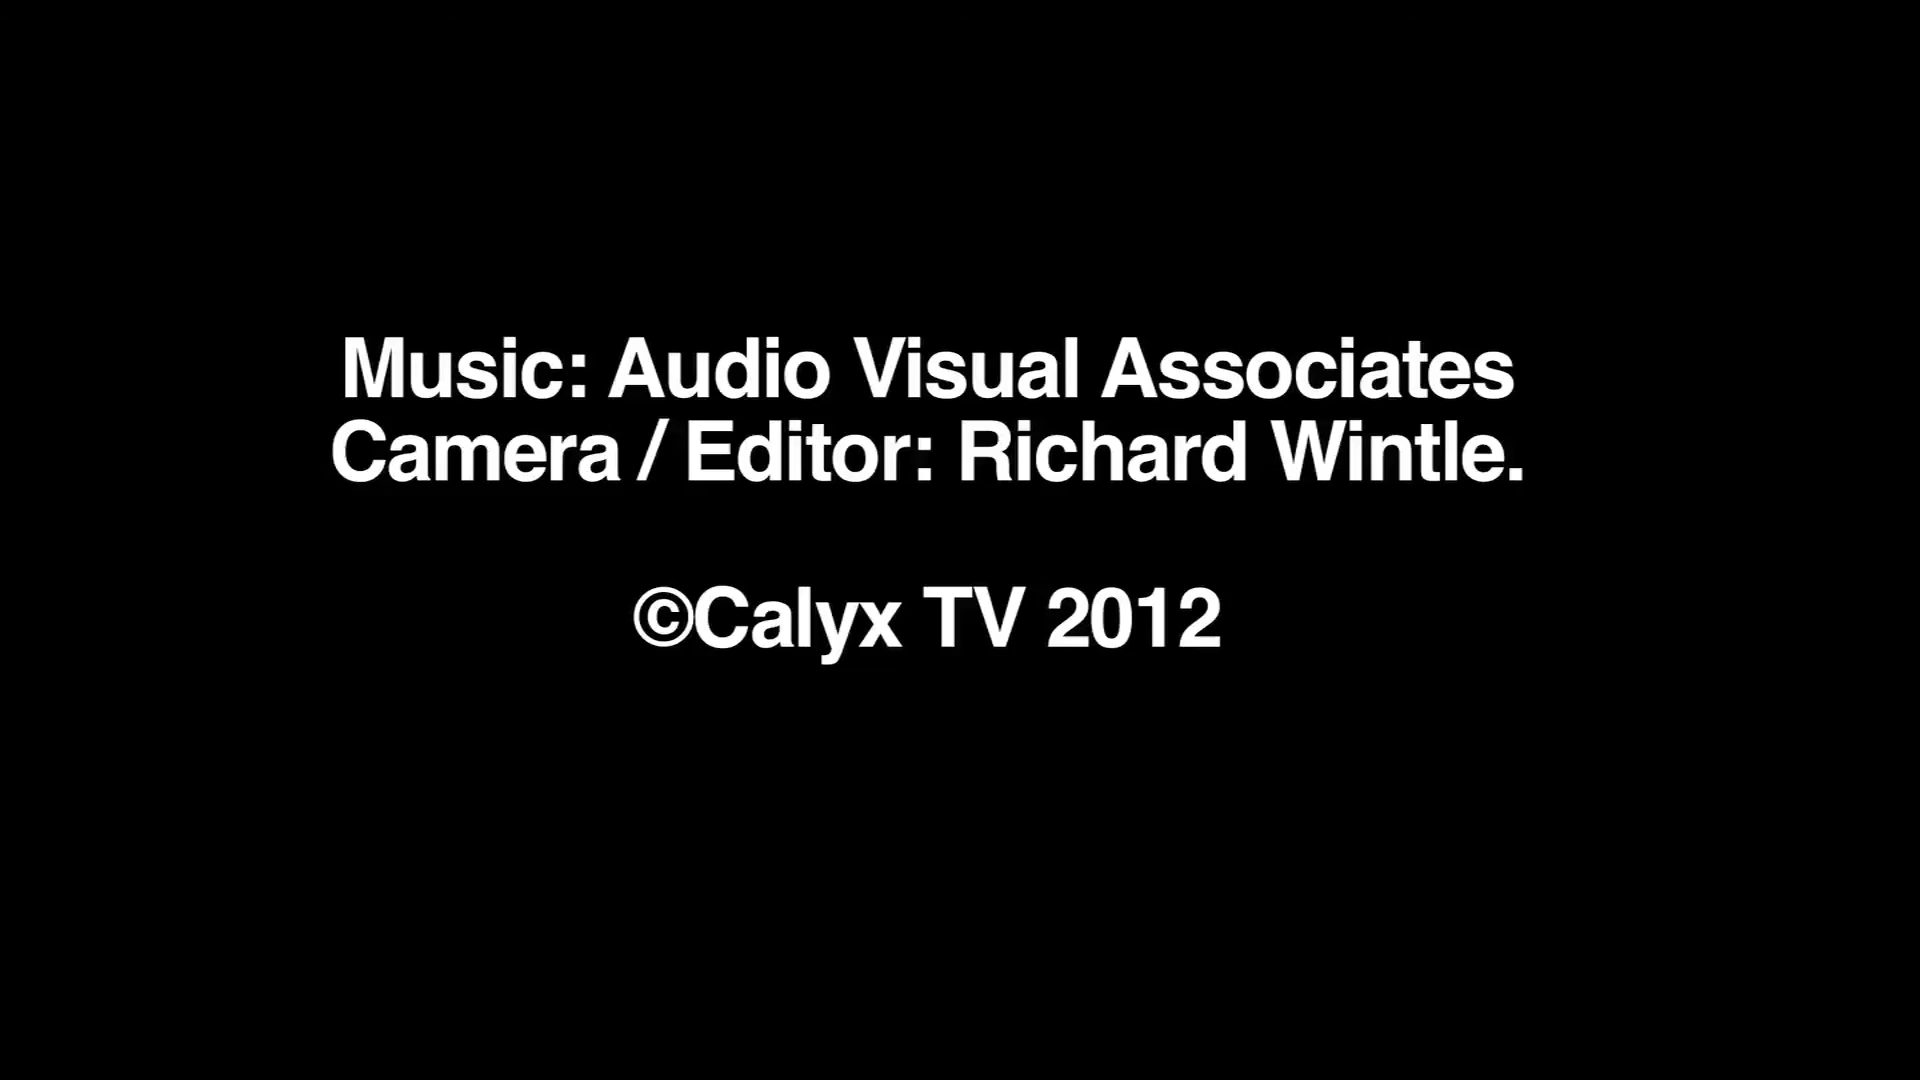 Music: Audio Visual Associates
Camera / Editor: Richard Wintle.
©Calyx TV 2012